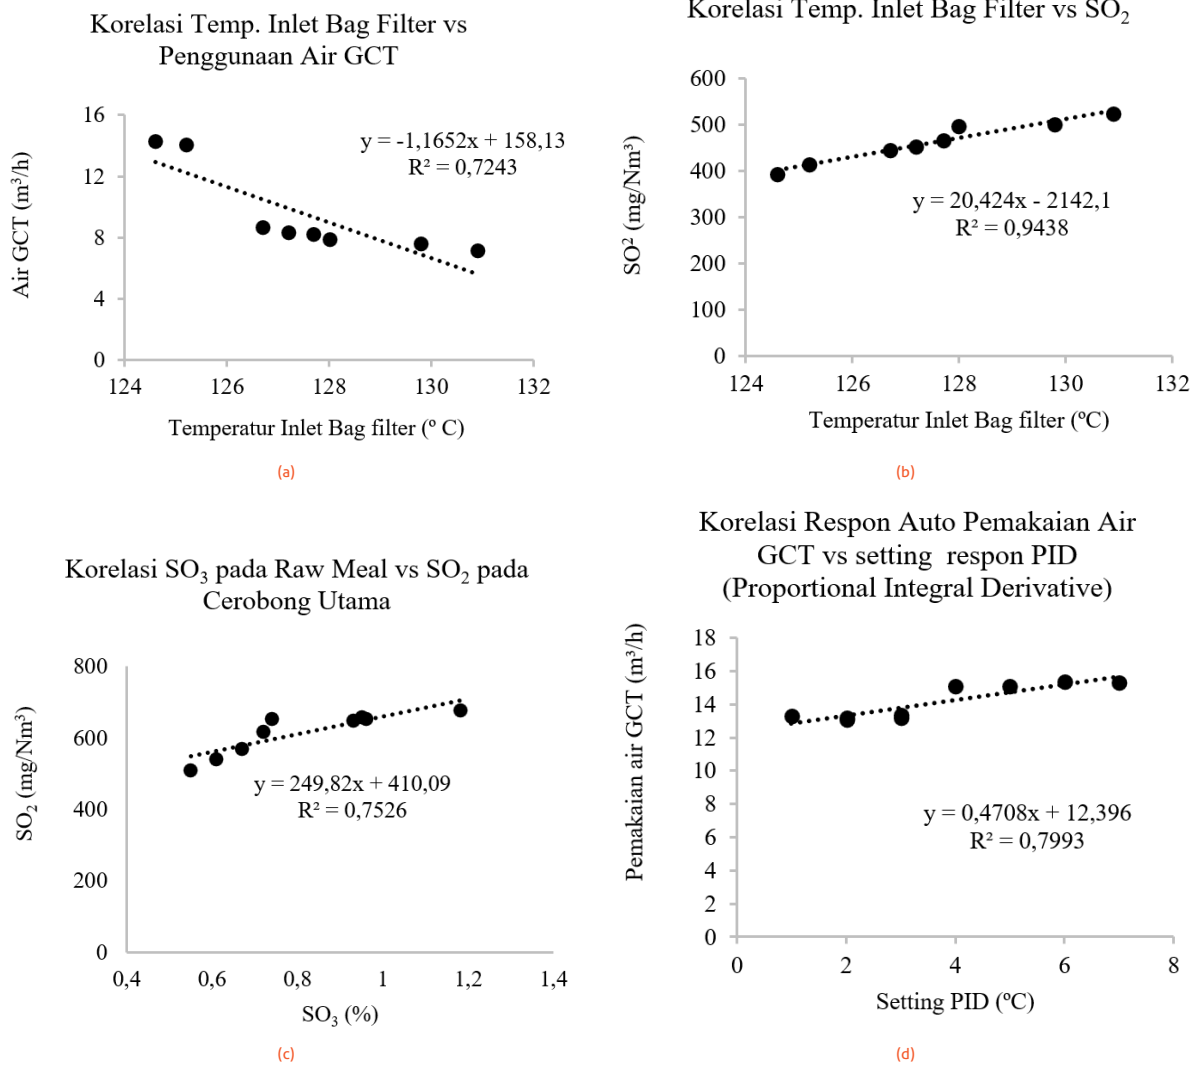 Korelasi Temp. Inlet Bag Filter vs
Penggunaan Air GCT
16
12
8
4
0
124
126
128
130
132
y = -1,1652x + 158,13
R² = 0,7243
Air GCT (m³/h)
Temperatur Inlet Bag filter (º C)
(a)
Korelasi Temp. Inlet Bag Filter vs SO₂
600
500
400
300
200
100
0
124
126
128
130
132
y = 20,424x - 2142,1
R² = 0,9438
SO² (mg/Nm³)
Temperatur Inlet Bag filter (ºC)
(b)
Korelasi SO₃ pada Raw Meal vs SO₂ pada
Cerobong Utama
800
600
400
200
0
0,4
0,6
0,8
1
1,2
1,4
y = 249,82x + 410,09
R² = 0,7526
SO₂ (mg/Nm³)
SO₃ (%)
(c)
Korelasi Respon Auto Pemakaian Air
GCT vs setting respon PID
(Proportional Integral Derivative)
18
16
14
12
10
8
6
4
2
0
0
2
4
6
8
y = 0,4708x + 12,396
R² = 0,7993
Pemakaian air GCT (m³/h)
Setting PID (ºC)
(d)